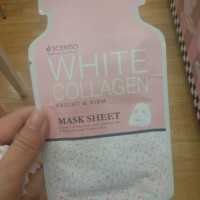 SCENTIO
WHITE
COLLAGEN
BRIGHT & FIRM
MASK SHEET